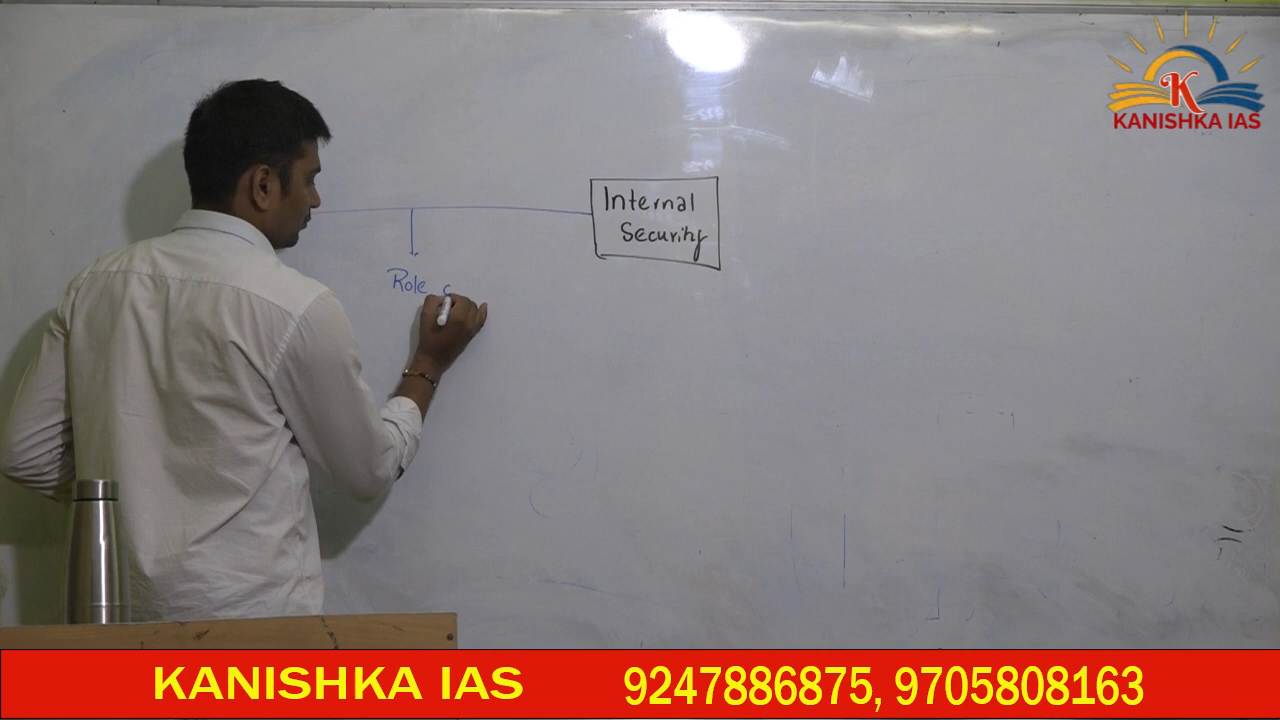 KANISHKA IAS
Internal
Security
Role
KANISHKA IAS 9247886875, 9705808163